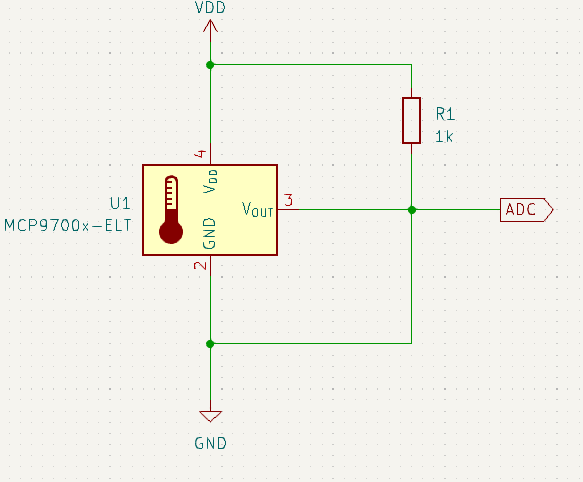 VDD
R1
1k
4
VDD
U1
MCP9700x-ELT
VOUT
3
ADC
GND
2
GND